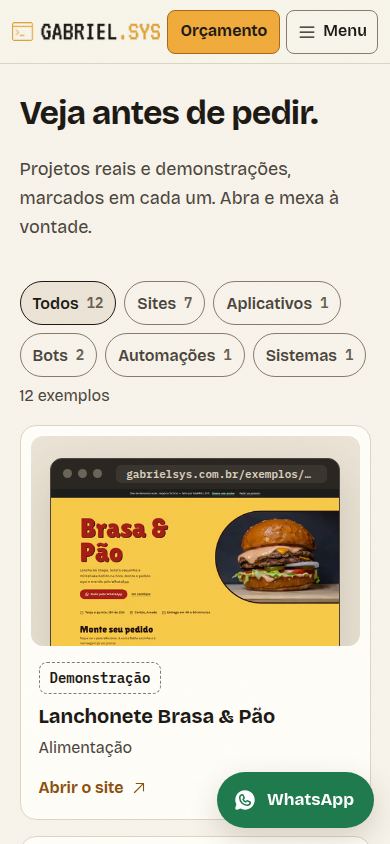 GABRIEL.SYS
Orçamento
Menu
Veja antes de pedir.
Projetos reais e demonstrações,
marcados em cada um. Abra e mexa à
vontade.
Todos 12
Sites 7
Aplicativos 1
Bots 2
Automações 1
Sistemas 1
12 exemplos
gabrielsys.com.br/exemplos/…
Brasa &
Pão
Monte seu pedido
Demonstração
Lanchonete Brasa & Pão
Alimentação
Abrir o site
WhatsApp